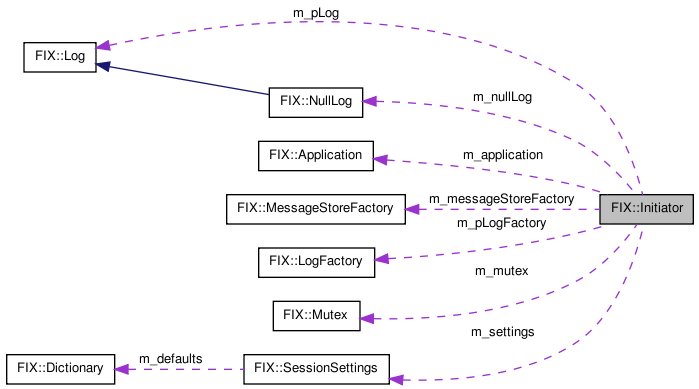 m_pLog
FIX::Log
FIX::NullLog
m_nullLog
FIX::Application
m_application
FIX::MessageStoreFactory
m_messageStoreFactory
FIX::Initiator
m_pLogFactory
FIX::LogFactory
m_mutex
FIX::Mutex
m_settings
FIX::Dictionary
m_defaults
FIX::SessionSettings